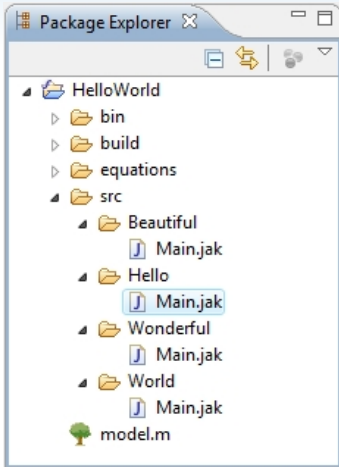 Package Explorer
HelloWorld
bin
build
equations
src
Beautiful
Main.jak
Hello
Main.jak
Wonderful
Main.jak
World
Main.jak
model.m